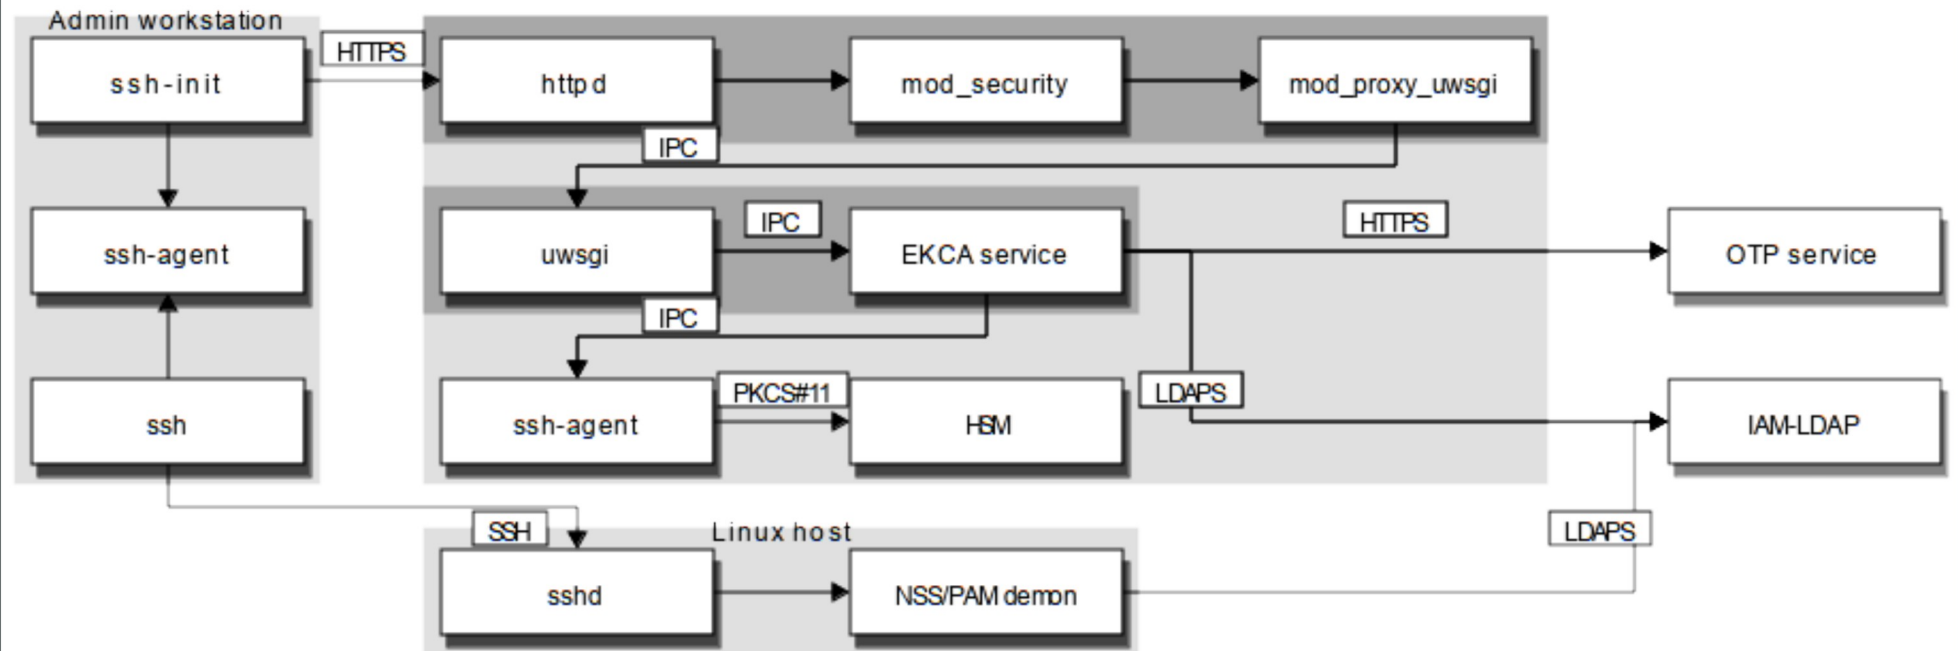 Admin workstation
ssh-init
HTTPS
httpd
mod_security
mod_proxy_uwsgi
IPC
ssh-agent
uwsgi
IPC
EKCA service
HTTPS
OTP service
IPC
ssh
ssh-agent
PKCS#11
HSM
LDAPS
IAM-LDAP
SSH
Linux host
LDAPS
sshd
NSS/PAM demon